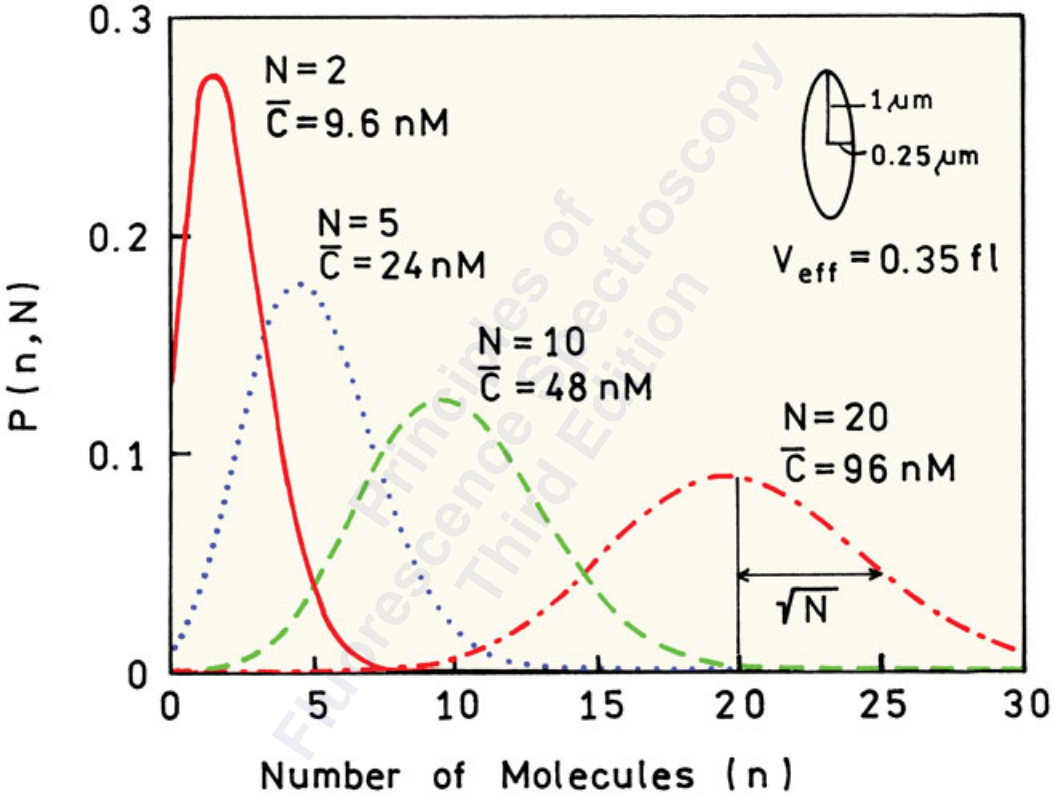 0.3
0.2
0.1
0
P(n,N)
N=2
C̅=9.6 nM
N=5
C̅=24 nM
N=10
C̅=48 nM
N=20
C̅=96 nM
1 μm
0.25 μm
V_eff = 0.35 fl
√N
0 5 10 15 20 25 30
Number of Molecules (n)
Principles of
Fluorescence Spectroscopy
Third Edition